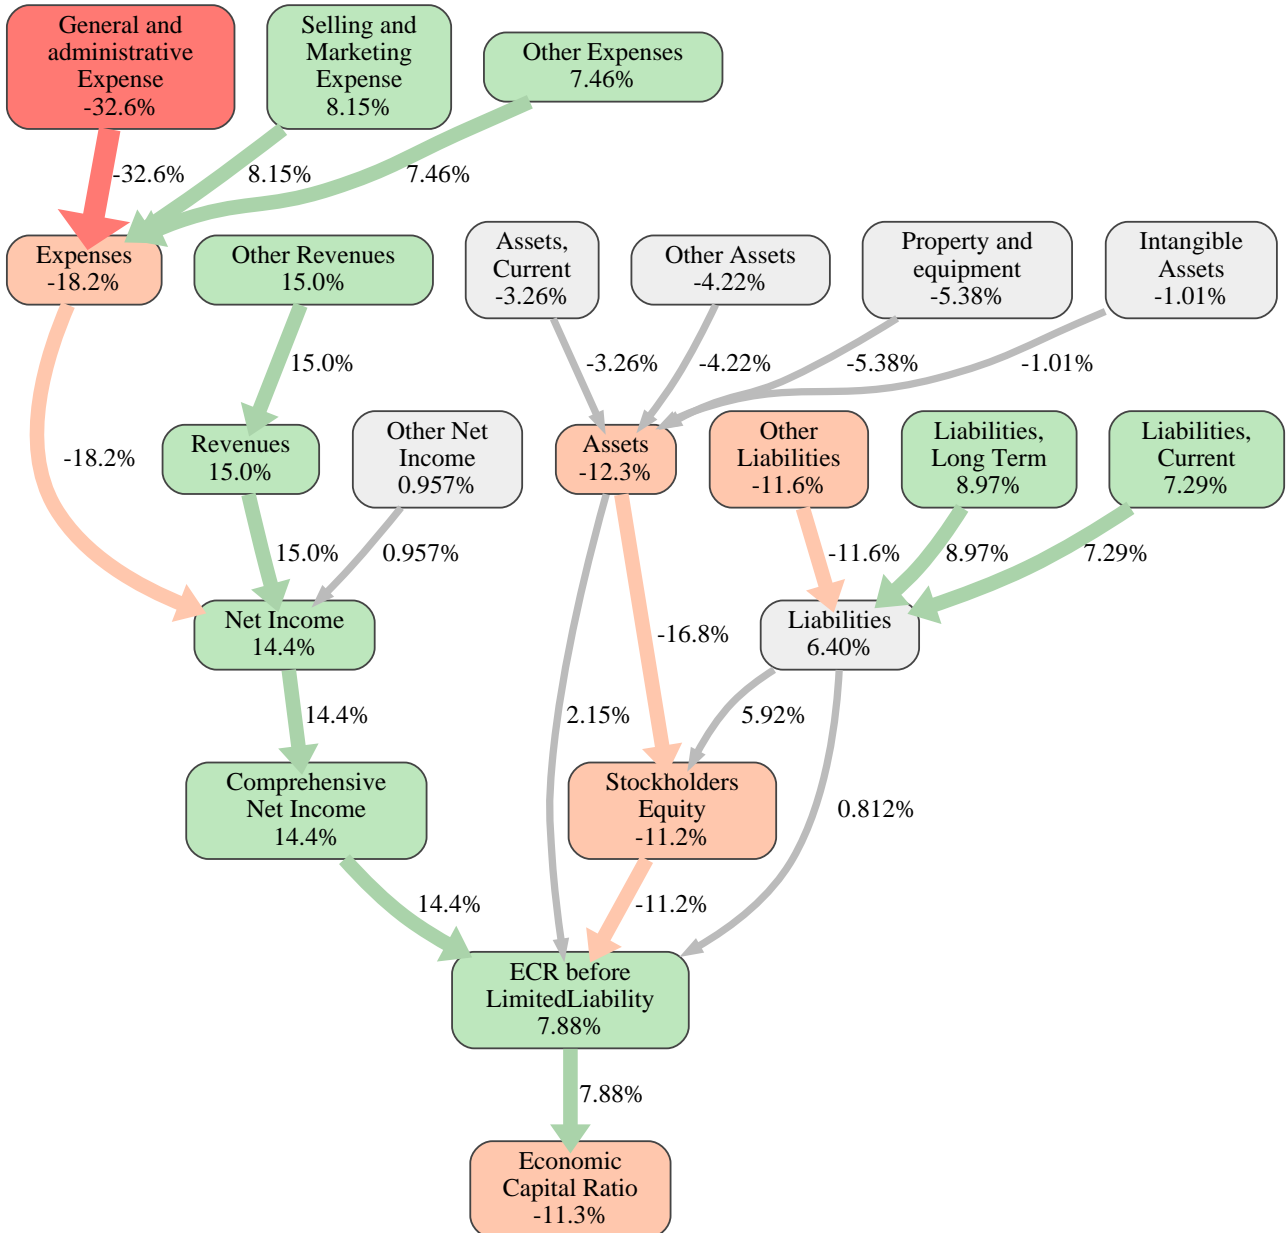 General and
administrative
Expense
-32.6%
Selling and
Marketing
Expense
8.15%
Other Expenses
7.46%
-32.6%
8.15%
7.46%
Expenses
-18.2%
Other Revenues
15.0%
Assets,
Current
-3.26%
Other Assets
-4.22%
Property and
equipment
-5.38%
Intangible
Assets
-1.01%
15.0%
-3.26%
-4.22%
-5.38%
-1.01%
-18.2%
Revenues
15.0%
Other Net
Income
0.957%
Assets
-12.3%
Other
Liabilities
-11.6%
Liabilities,
Long Term
8.97%
Liabilities,
Current
7.29%
15.0%
0.957%
-11.6%
8.97%
7.29%
Net Income
14.4%
-16.8%
Liabilities
6.40%
14.4%
2.15%
5.92%
Comprehensive
Net Income
14.4%
Stockholders
Equity
-11.2%
0.812%
14.4%
-11.2%
ECR before
LimitedLiability
7.88%
7.88%
Economic
Capital Ratio
-11.3%